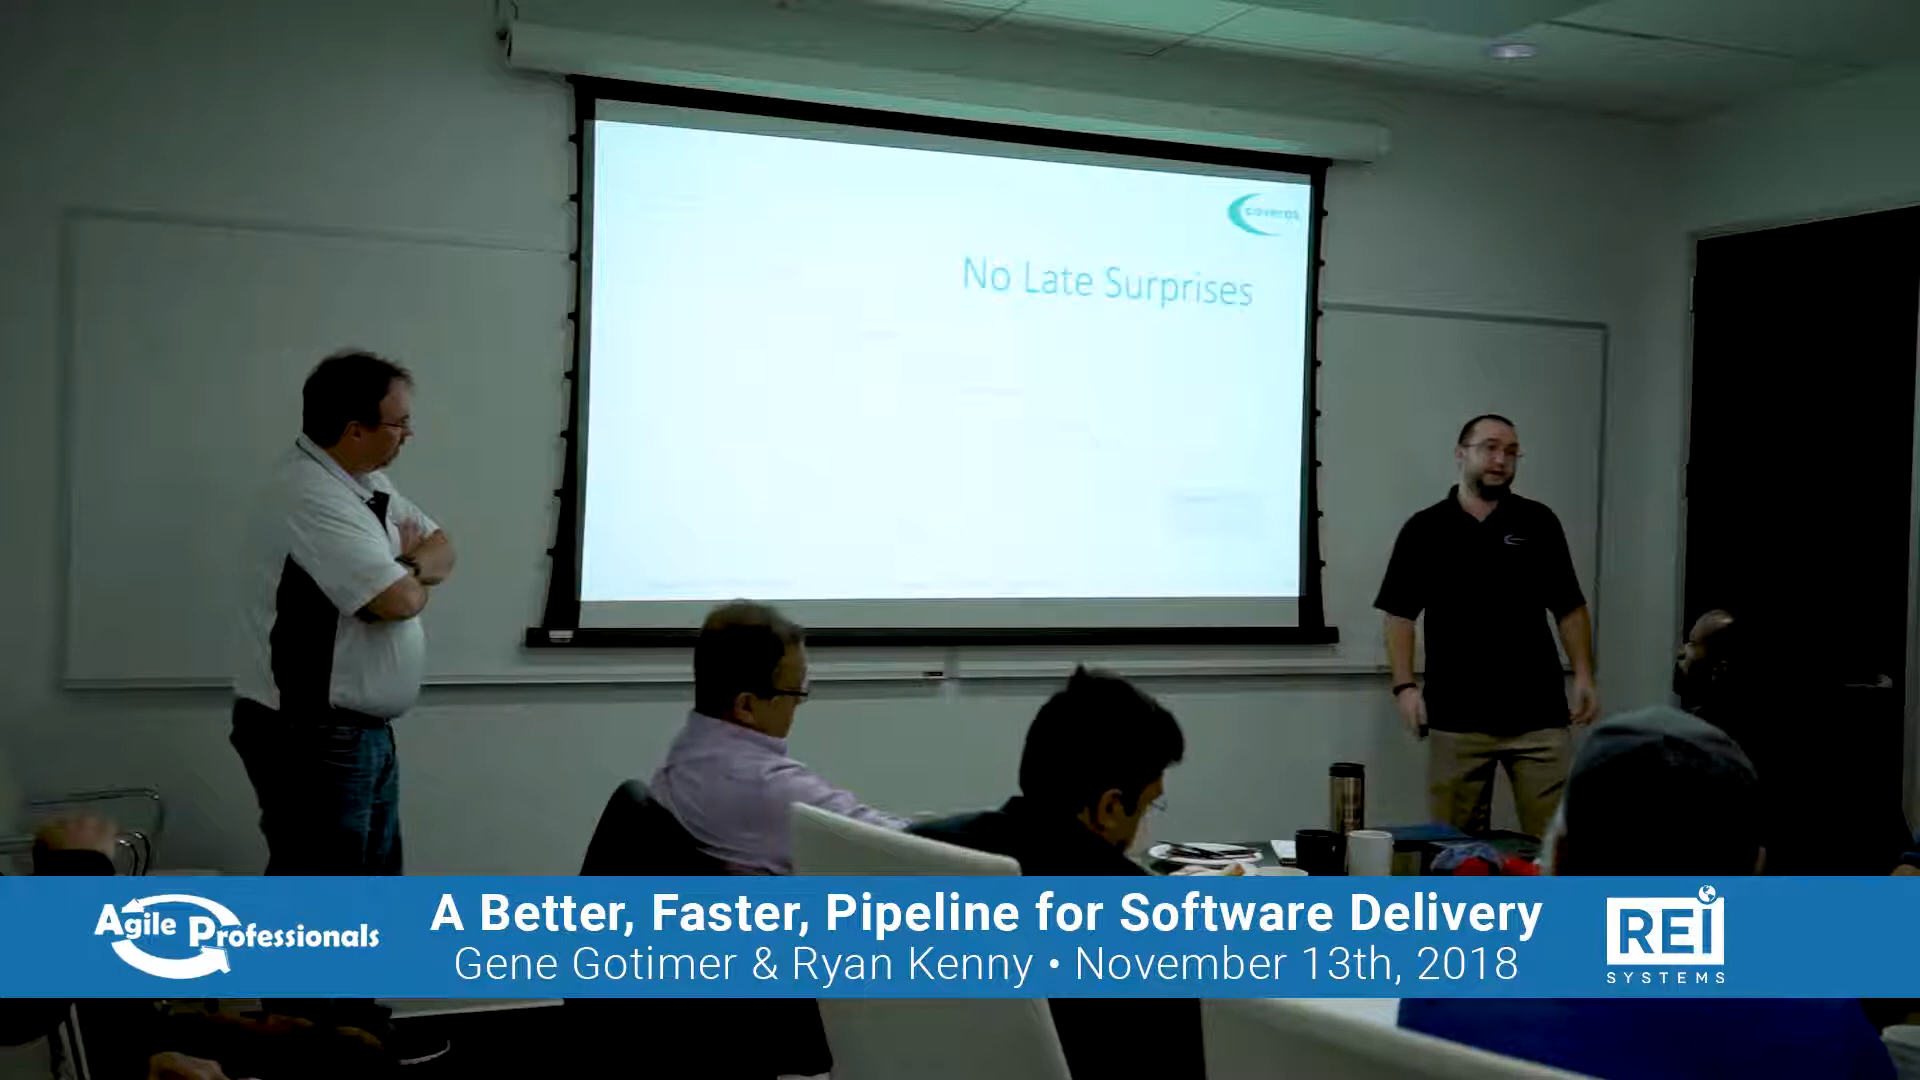 coveros
No Late Surprises
Agile Professionals
A Better, Faster, Pipeline for Software Delivery
Gene Gotimer & Ryan Kenny • November 13th, 2018
REI
SYSTEMS